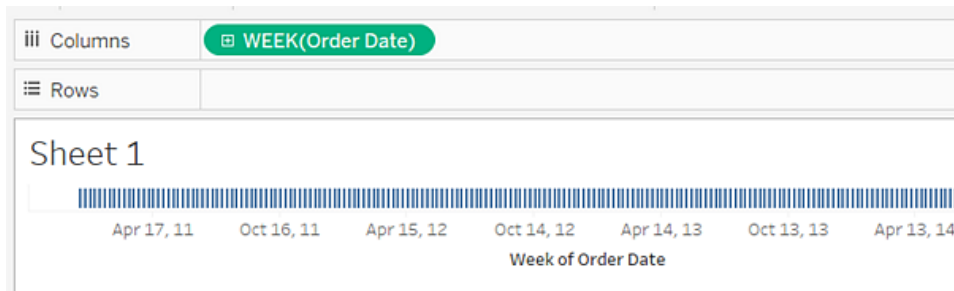 Columns
WEEK(Order Date)
Rows
Sheet 1
Apr 17, 11 Oct 16, 11 Apr 15, 12 Oct 14, 12 Apr 14, 13 Oct 13, 13 Apr 13, 14
Week of Order Date